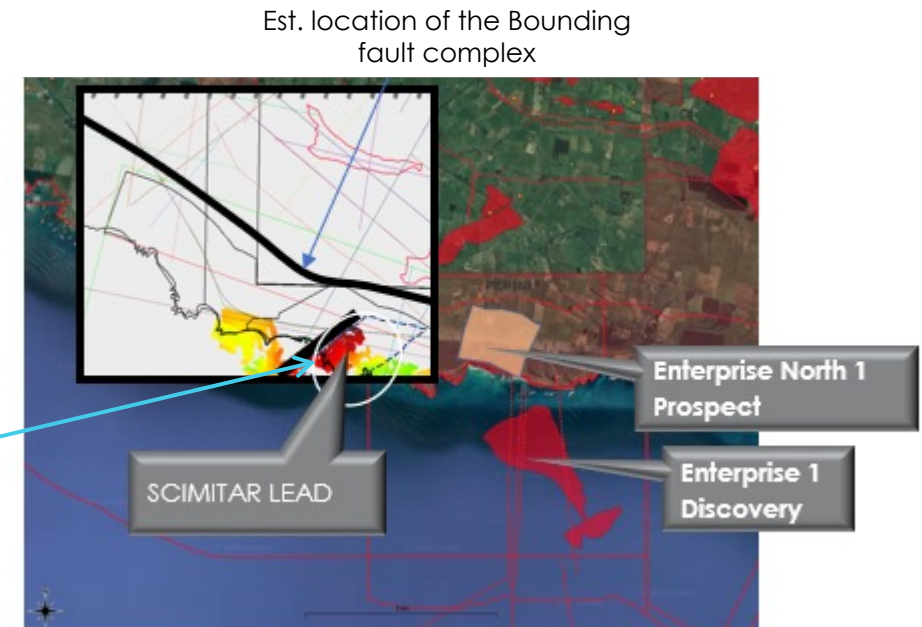 Est. location of the Bounding
fault complex
Enterprise North 1
Prospect
SCIMITAR LEAD
Enterprise 1
Discovery